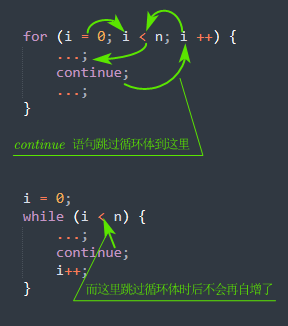 for (i = 0; i < n; i ++) {
    ...;
    continue;
    ...;
}
continue 语句跳过循环体到这里
i = 0;
while (i < n) {
    ...;
    continue;
    i++;
}
而这里跳过循环体时后不会再自增了